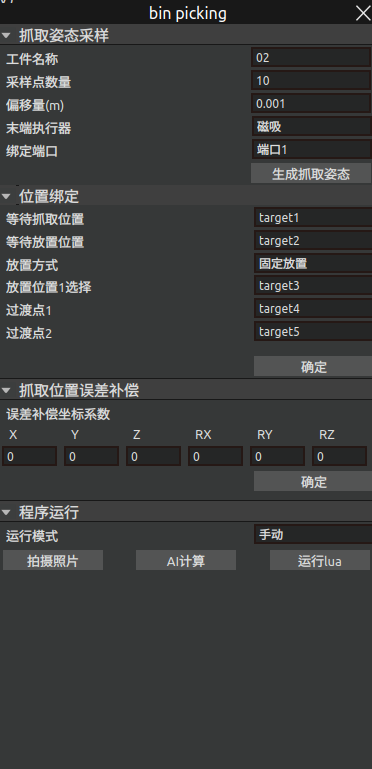 bin picking
抓取姿态采样
工件名称 02
采样点数量 10
偏移量(m) 0.001
末端执行器 磁吸
绑定端口 端口1
生成抓取姿态
位置绑定
等待抓取位置 target1
等待放置位置 target2
放置方式 固定放置
放置位置1选择 target3
过渡点1 target4
过渡点2 target5
确定
抓取位置误差补偿
误差补偿坐标系数
X Y Z RX RY RZ
0 0 0 0 0 0
确定
程序运行
运行模式 手动
拍摄照片 AI计算 运行lua